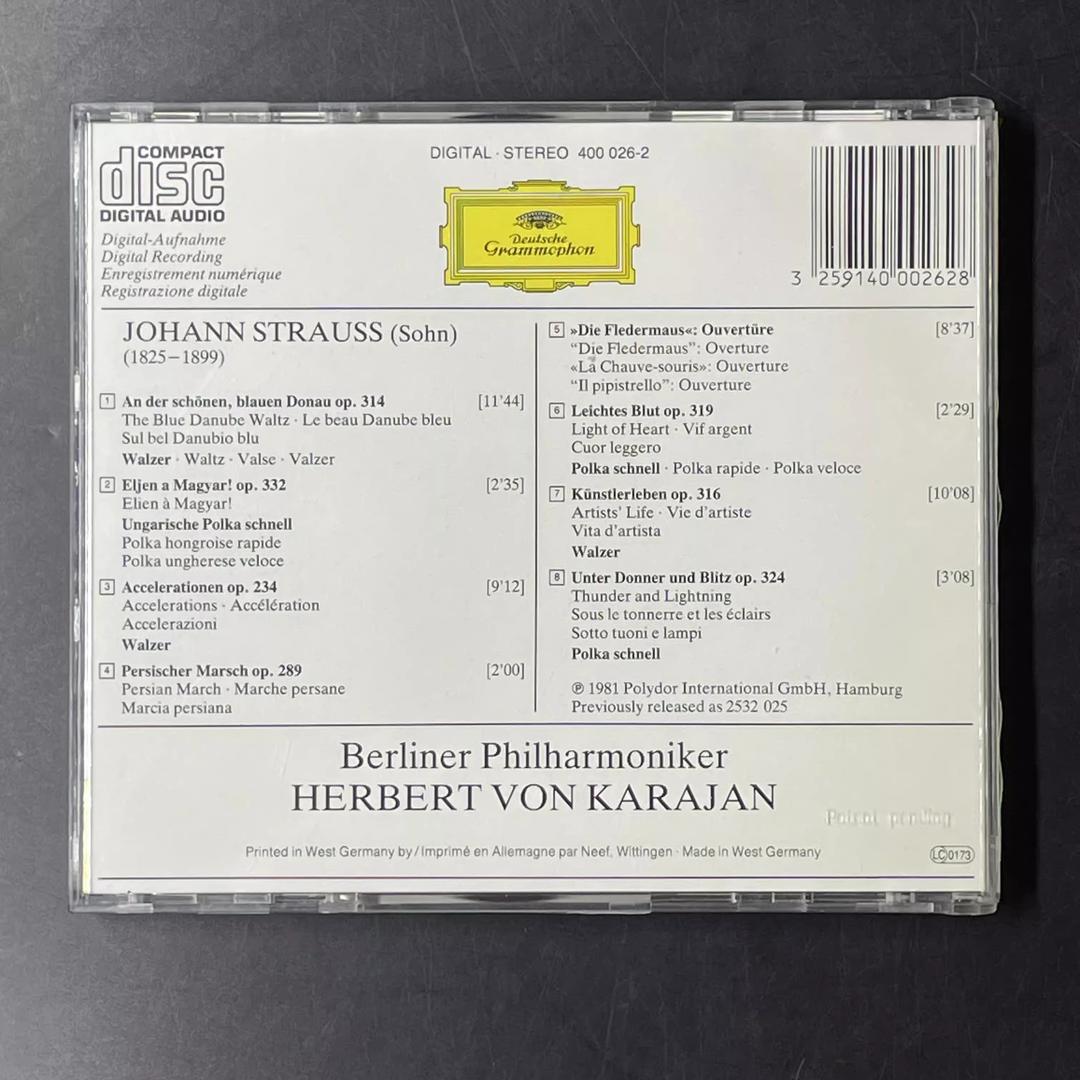 COMPACT
disc
DIGITAL AUDIO
Digital-Aufnahme
Digital Recording
Enregistrement numérique
Registrazione digitale
DIGITAL · STEREO 400 026-2
Deutsche
Grammophon
3 259140 002628
JOHANN STRAUSS (Sohn)
(1825–1899)
1 An der schönen, blauen Donau op. 314 [11'44]
The Blue Danube Waltz · Le beau Danube bleu
Sul bel Danubio blu
Walzer · Waltz · Valse · Valzer
2 Eljen a Magyar! op. 332 [2'35]
Elien à Magyar!
Ungarische Polka schnell
Polka hongroise rapide
Polka ungherese veloce
3 Accelerationen op. 234 [9'12]
Accelerations · Accélération
Accelerazioni
Walzer
4 Persischer Marsch op. 289 [2'00]
Persian March · Marche persane
Marcia persiana
5 »Die Fledermaus«: Ouvertüre [8'37]
“Die Fledermaus”: Overture
«La Chauve-souris»: Ouverture
“Il pipistrello”: Ouverture
6 Leichtes Blut op. 319 [2'29]
Light of Heart · Vif argent
Cuor leggero
Polka schnell · Polka rapide · Polka veloce
7 Künstlerleben op. 316 [10'08]
Artists' Life · Vie d'artiste
Vita d'artista
Walzer
8 Unter Donner und Blitz op. 324 [3'08]
Thunder and Lightning
Sous le tonnerre et les éclairs
Sotto tuoni e lampi
Polka schnell
℗ 1981 Polydor International GmbH, Hamburg
Previously released as 2532 025
Berliner Philharmoniker
HERBERT VON KARAJAN
Patent pending
Printed in West Germany by / Imprimé en Allemagne par Neef, Wittingen · Made in West Germany
LC 0173